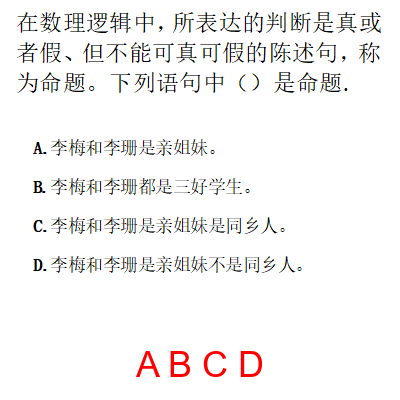 在数理逻辑中，所表达的判断是真或
者假、但不能可真可假的陈述句，称
为命题。下列语句中（）是命题.
A. 李梅和李珊是亲姐妹。
B. 李梅和李珊都是三好学生。
C. 李梅和李珊是亲姐妹是同乡人。
D. 李梅和李珊是亲姐妹不是同乡人。
A B C D